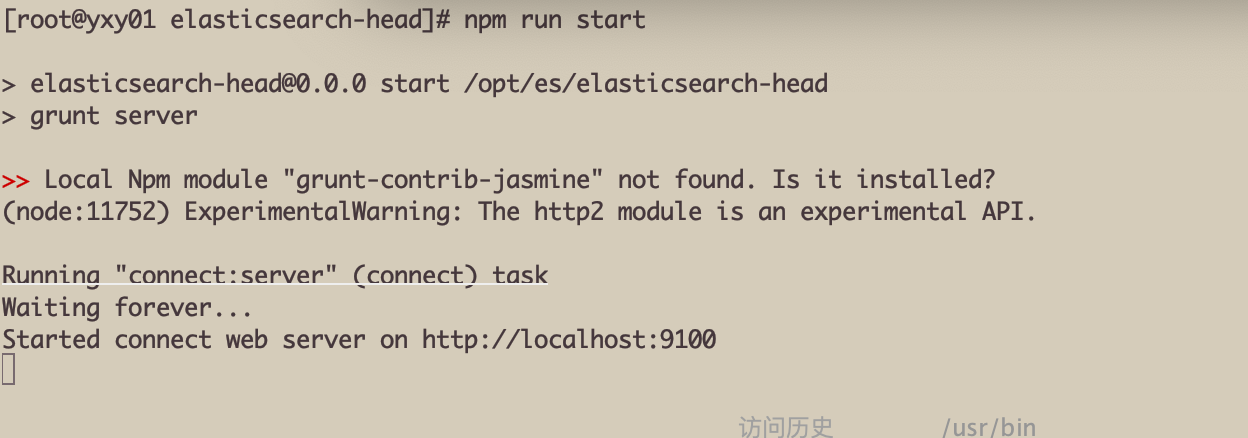 [root@yxy01 elasticsearch-head]# npm run start
> elasticsearch-head@0.0.0 start /opt/es/elasticsearch-head
> grunt server
>> Local Npm module "grunt-contrib-jasmine" not found. Is it installed?
(node:11752) ExperimentalWarning: The http2 module is an experimental API.
Running "connect:server" (connect) task
Waiting forever...
Started connect web server on http://localhost:9100
访问历史 /usr/bin